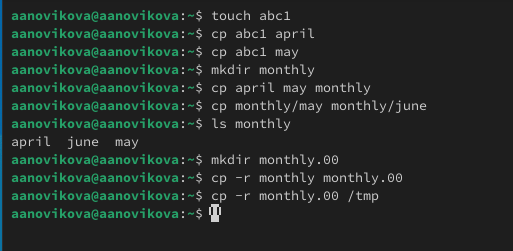 aanovikova@aanovikova:~$ touch abc1
aanovikova@aanovikova:~$ cp abc1 april
aanovikova@aanovikova:~$ cp abc1 may
aanovikova@aanovikova:~$ mkdir monthly
aanovikova@aanovikova:~$ cp april may monthly
aanovikova@aanovikova:~$ cp monthly/may monthly/june
aanovikova@aanovikova:~$ ls monthly
april  june  may
aanovikova@aanovikova:~$ mkdir monthly.00
aanovikova@aanovikova:~$ cp -r monthly monthly.00
aanovikova@aanovikova:~$ cp -r monthly.00 /tmp
aanovikova@aanovikova:~$